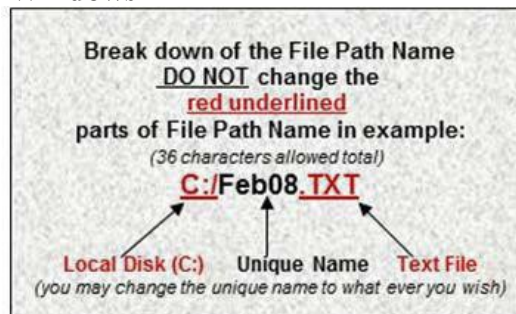 Break down of the File Path Name
DO NOT change the
red underlined
parts of File Path Name in example:
(36 characters allowed total)
C:/Feb08.TXT
Local Disk (C:) Unique Name Text File
(you may change the unique name to what ever you wish)